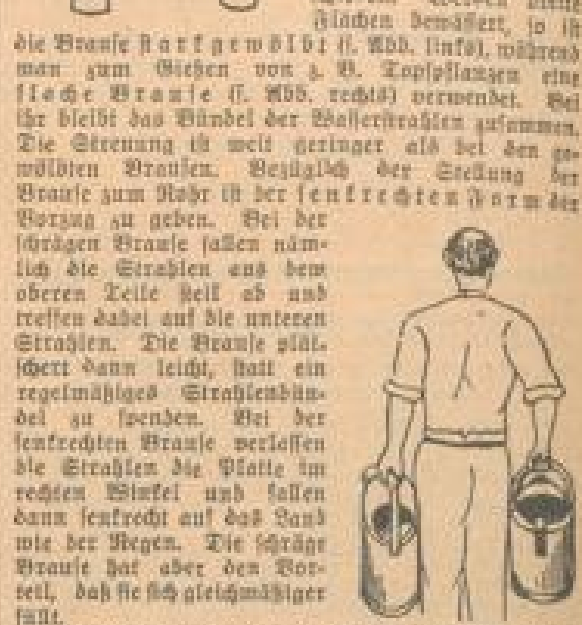 Flächen bewässert, so ist
die Brause stark gewölbt (s. Abb. links), während
man zum Gießen von z. B. Topfpflanzen eine
flache Brause (s. Abb. rechts) verwendet. Bei
ihr bleibt das Bündel der Wasserstrahlen zusammen.
Die Streuung ist weit geringer als bei den ge-
wölbten Brausen. Bezüglich der Stellung der
Brause zum Rohr ist der senkrechten Form der
Vorzug zu geben. Bei der
schrägen Brause fallen näm-
lich die Strahlen aus dem
oberen Teile steil ab und
treffen dabei auf die unteren
Strahlen. Die Brause plät-
schert dann leicht, statt ein
regelmäßiges Strahlenbün-
del zu spenden. Bei der
senkrechten Brause verlassen
die Strahlen die Platte im
rechten Winkel und fallen
dann senkrecht auf das Land
wie der Regen. Die schräge
Brause hat aber den Vor-
teil, daß sie sich gleichmäßiger
füllt.